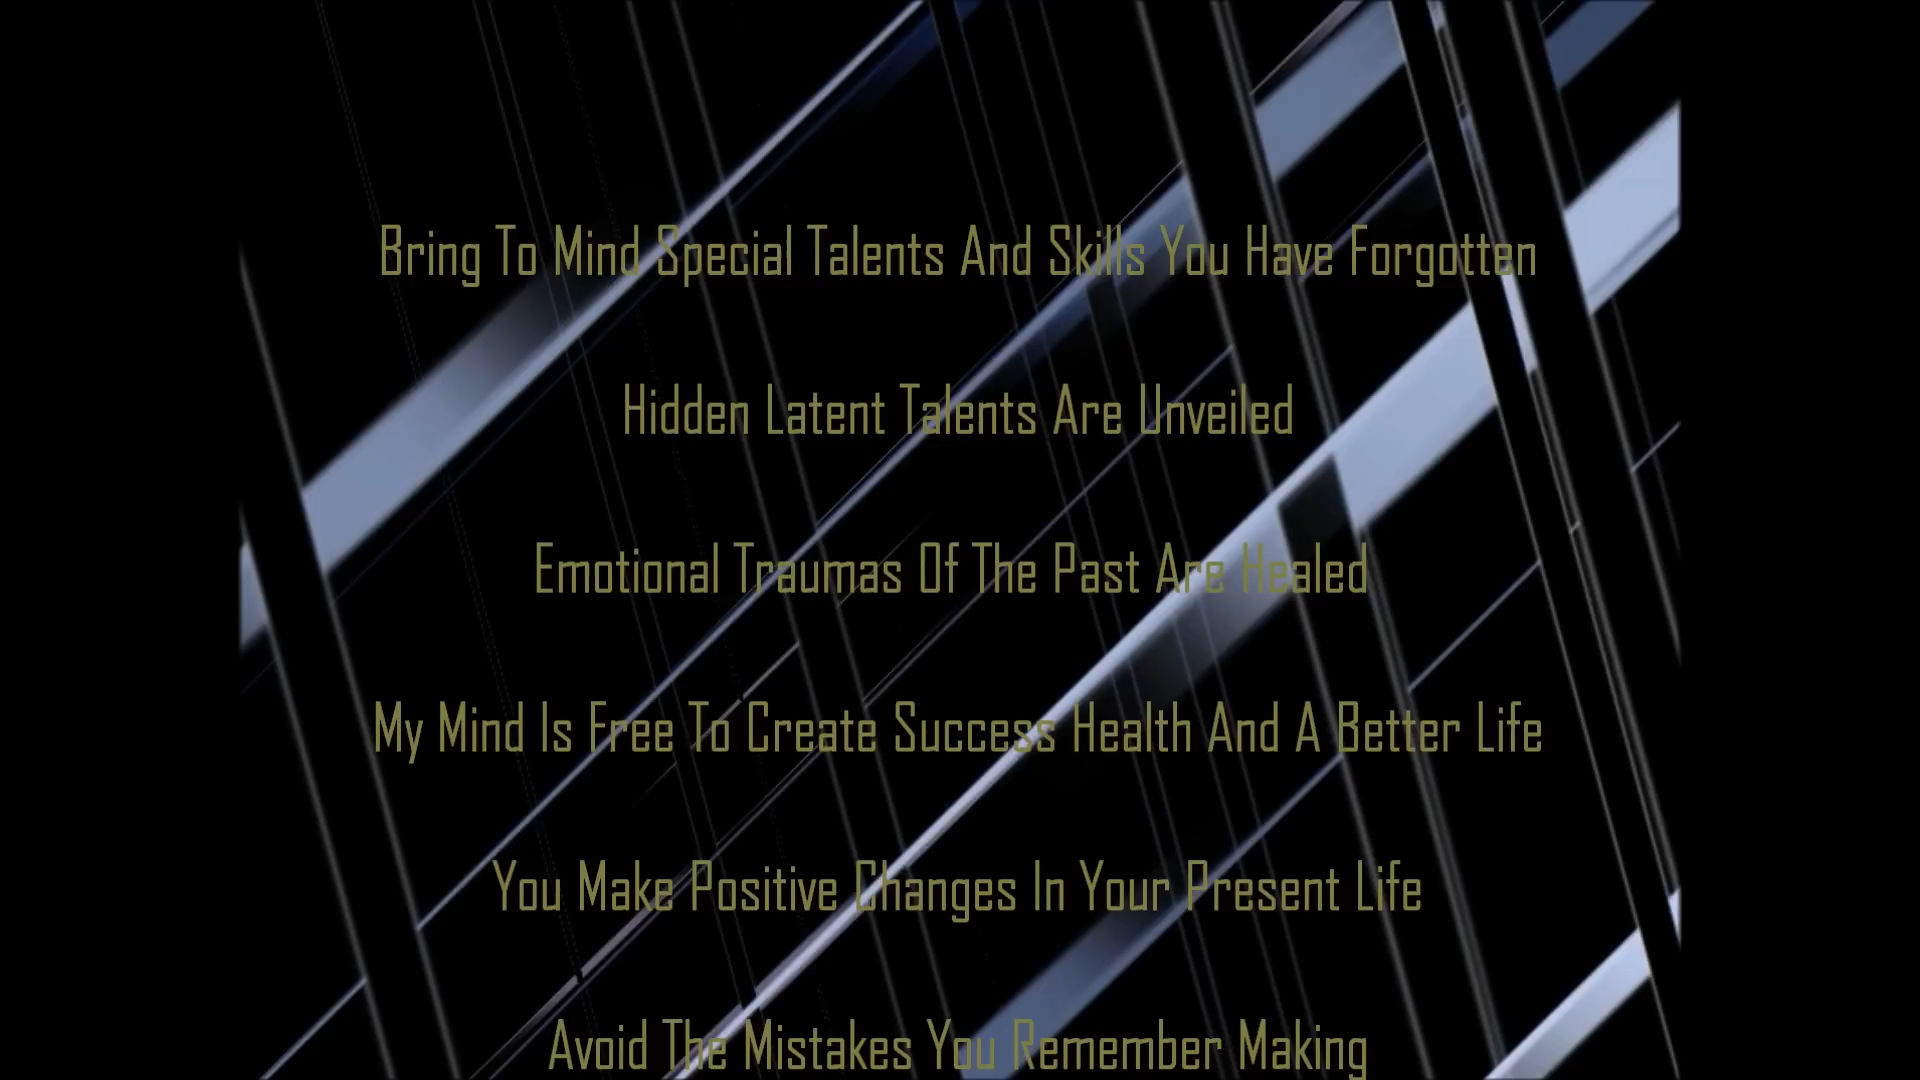 Bring To Mind Special Talents And Skills You Have Forgotten
Hidden Latent Talents Are Unveiled
Emotional Traumas Of The Past Are Healed
My Mind Is Free To Create Success Health And A Better Life
You Make Positive Changes In Your Present Life
Avoid The Mistakes You Remember Making